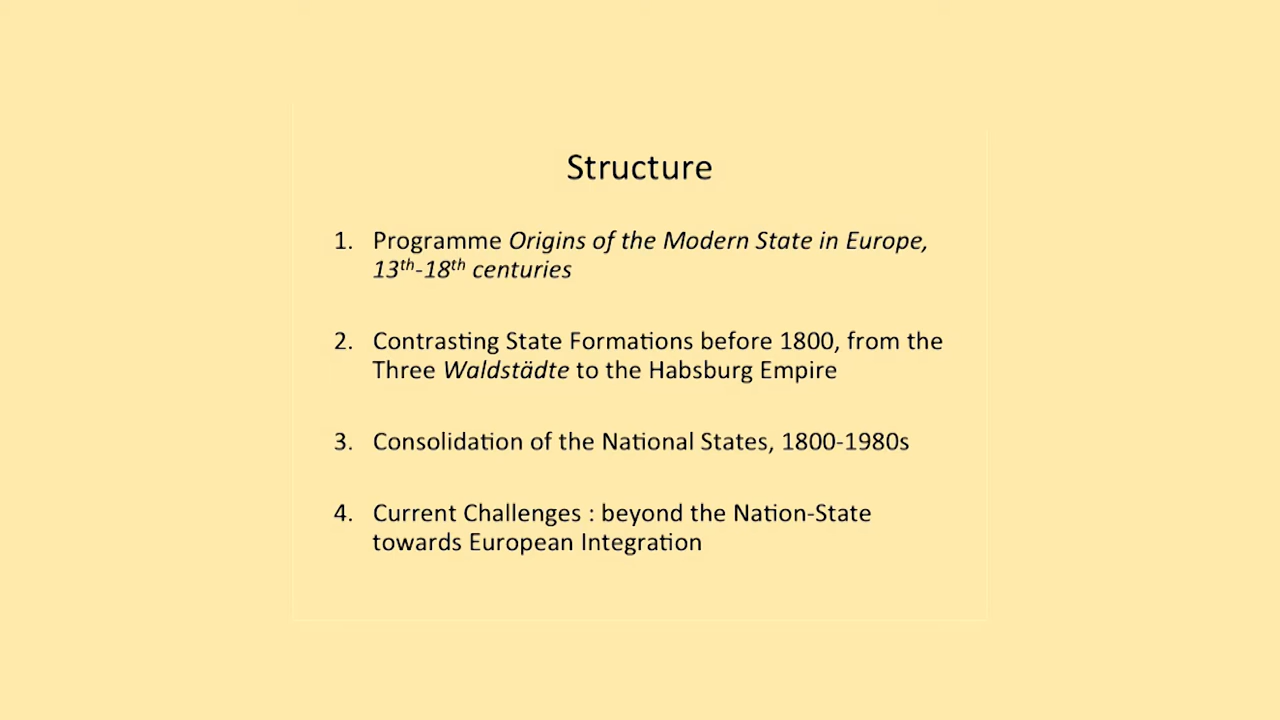 Structure
1. Programme Origins of the Modern State in Europe,
13th-18th centuries
2. Contrasting State Formations before 1800, from the
Three Waldstädte to the Habsburg Empire
3. Consolidation of the National States, 1800-1980s
4. Current Challenges : beyond the Nation-State
towards European Integration